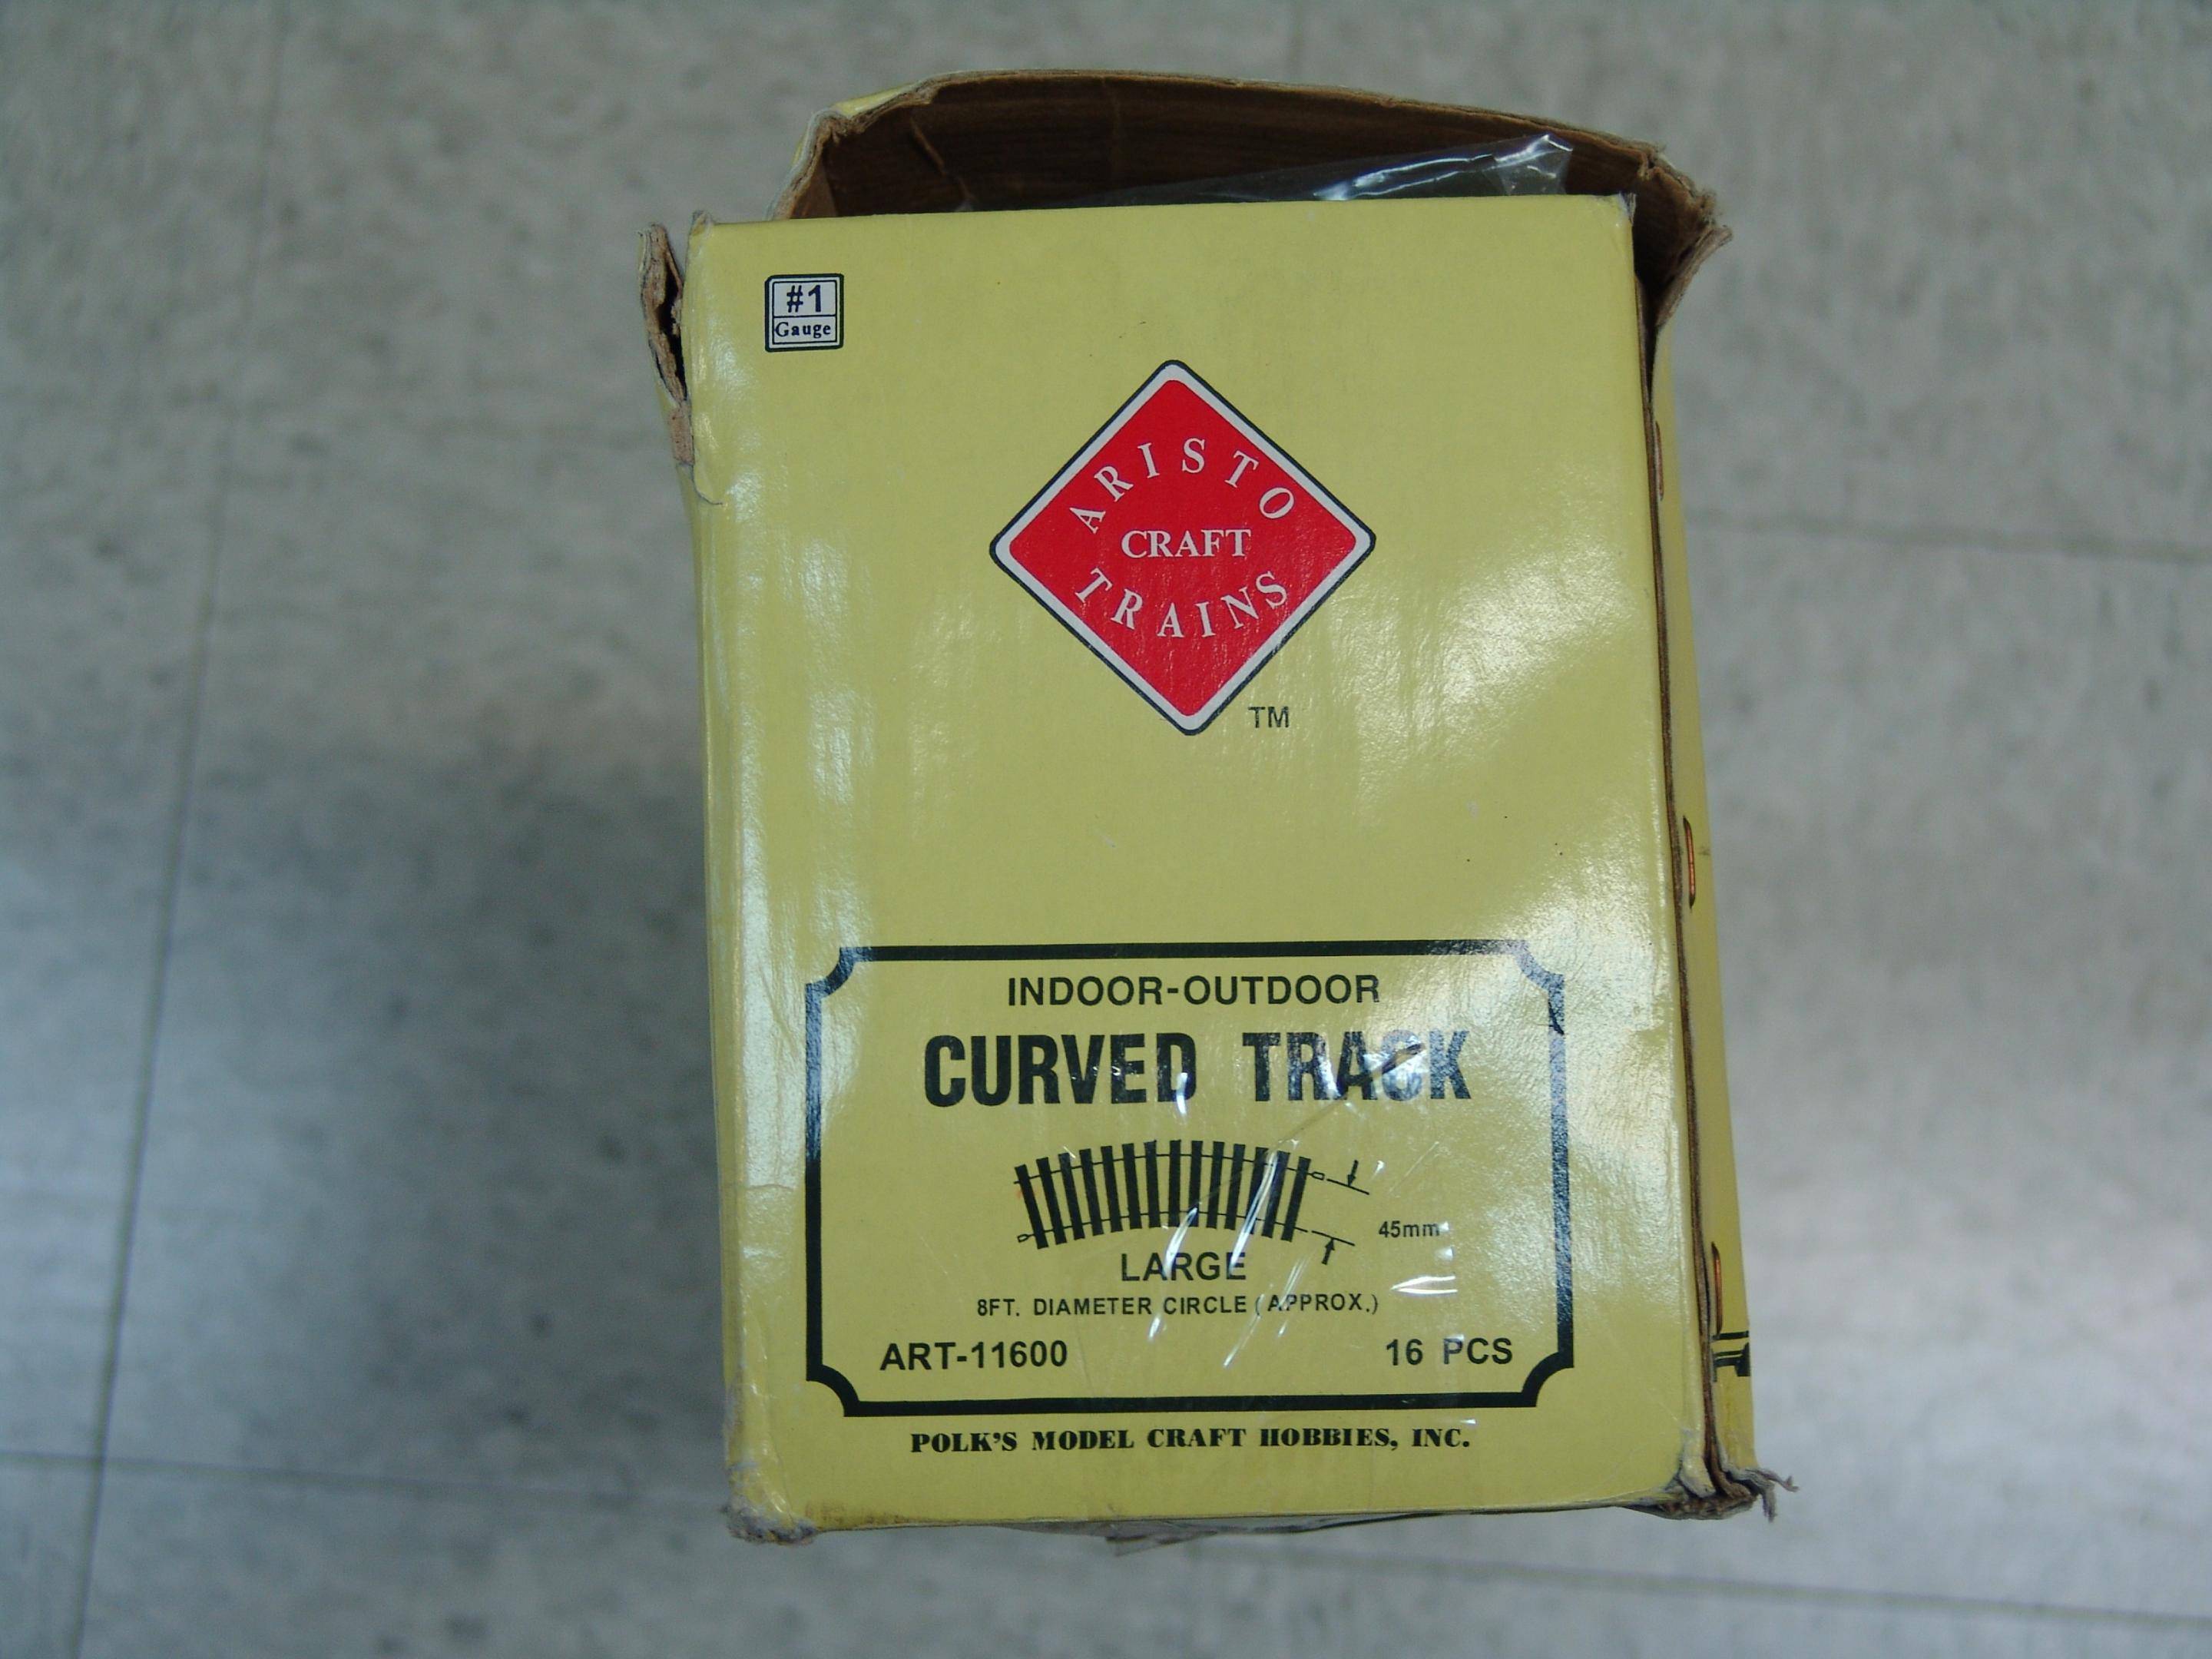 #1
Gauge
ARISTO
CRAFT
TRAINS
TM
INDOOR-OUTDOOR
CURVED TRACK
45mm
LARGE
8FT. DIAMETER CIRCLE (APPROX.)
ART-11600 16 PCS
POLK'S MODEL CRAFT HOBBIES, INC.